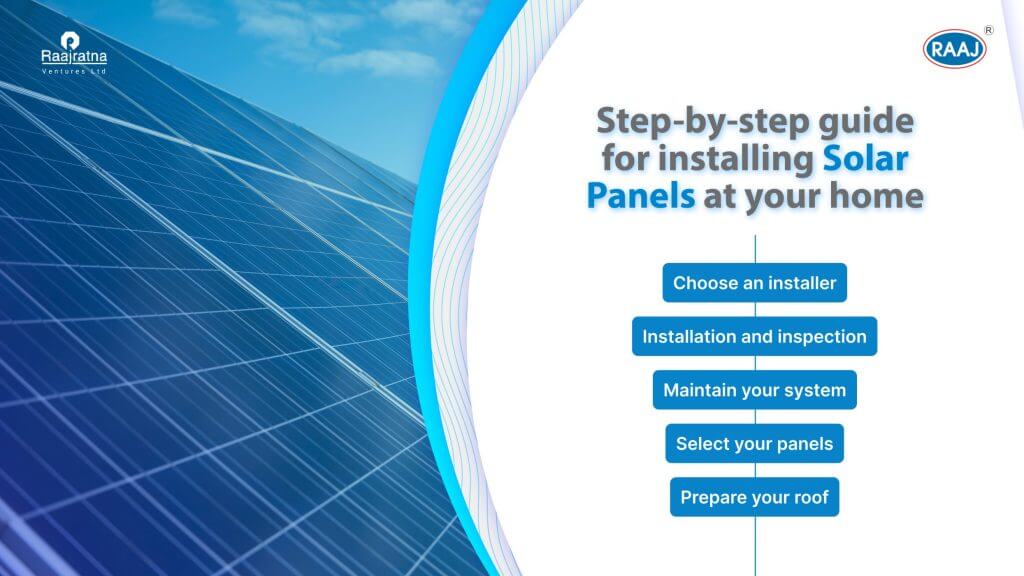 Raajratna
Ventures Ltd
RAAJ®
Step-by-step guide
for installing Solar
Panels at your home
Choose an installer
Installation and inspection
Maintain your system
Select your panels
Prepare your roof